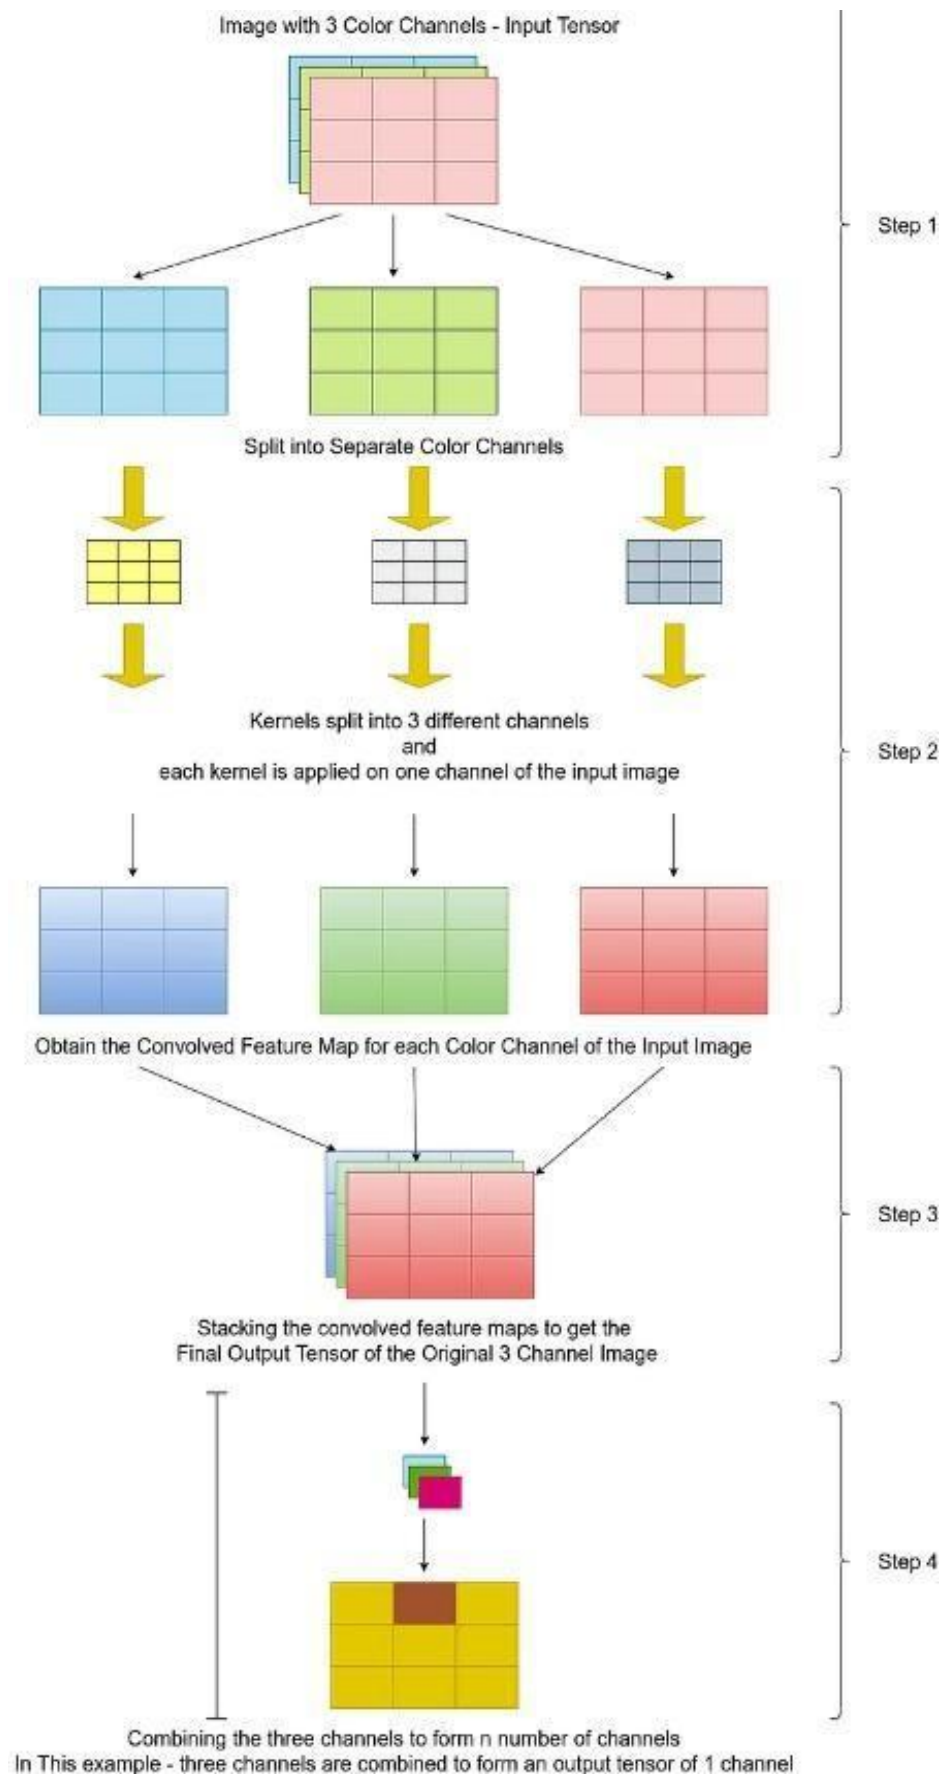 Image with 3 Color Channels - Input Tensor
Step 1
Split into Separate Color Channels
Kernels split into 3 different channels
and
each kernel is applied on one channel of the input image
Step 2
Obtain the Convolved Feature Map for each Color Channel of the Input Image
Step 3
Stacking the convolved feature maps to get the
Final Output Tensor of the Original 3 Channel Image
Step 4
Combining the three channels to form n number of channels
In This example - three channels are combined to form an output tensor of 1 channel